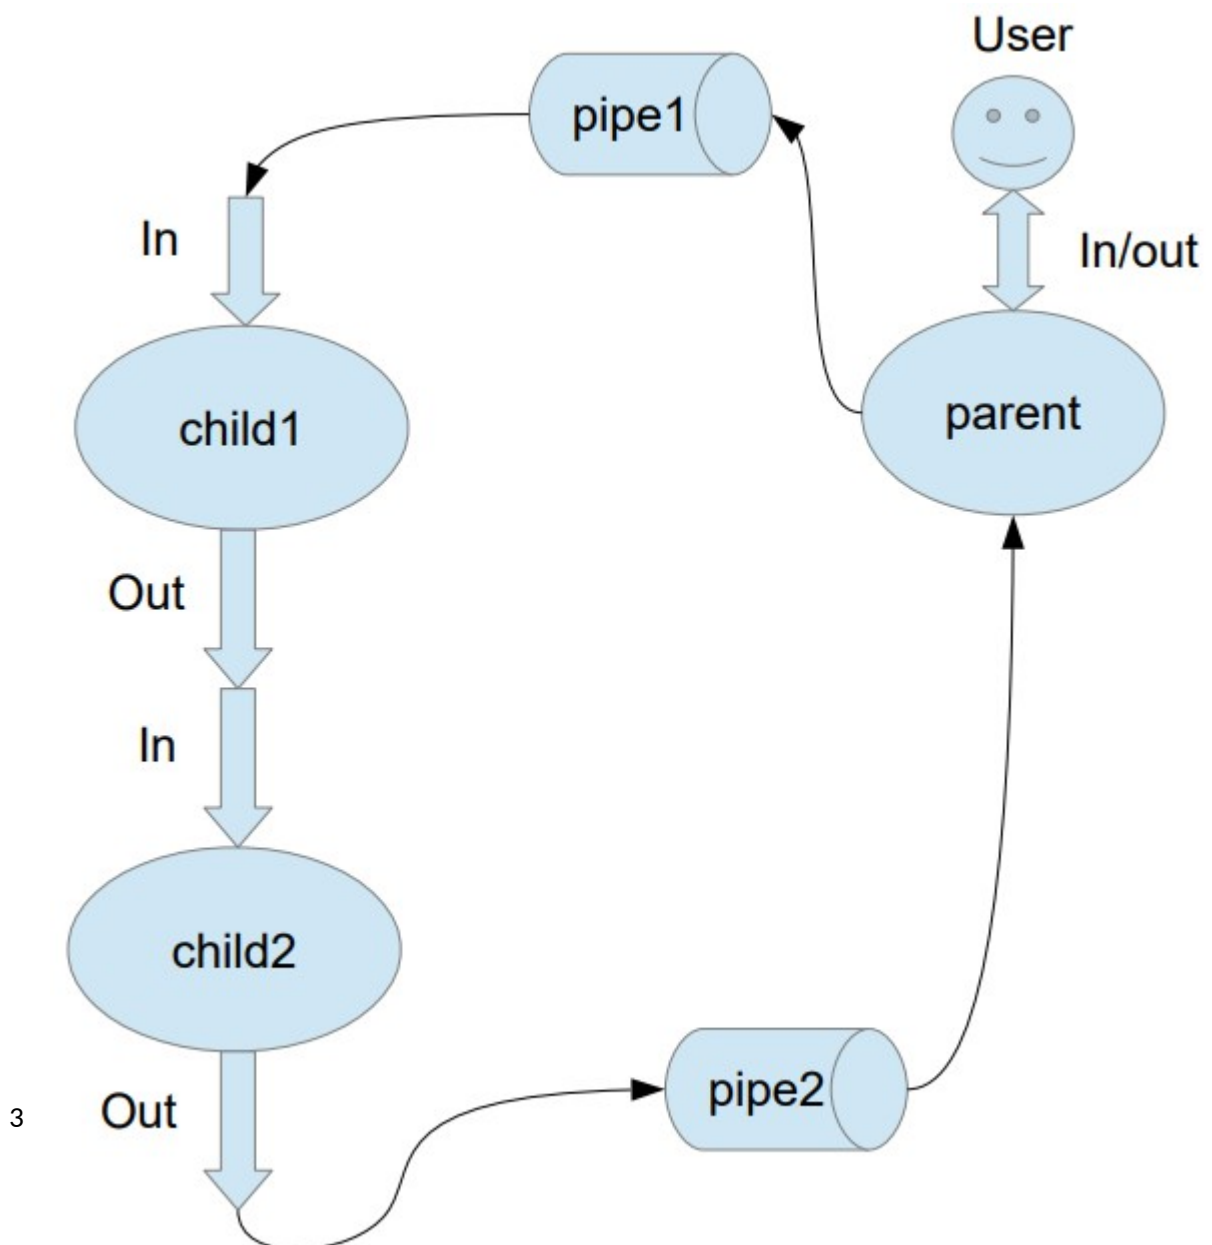 User
pipe1
In
In/out
child1
parent
Out
In
child2
pipe2
3
Out